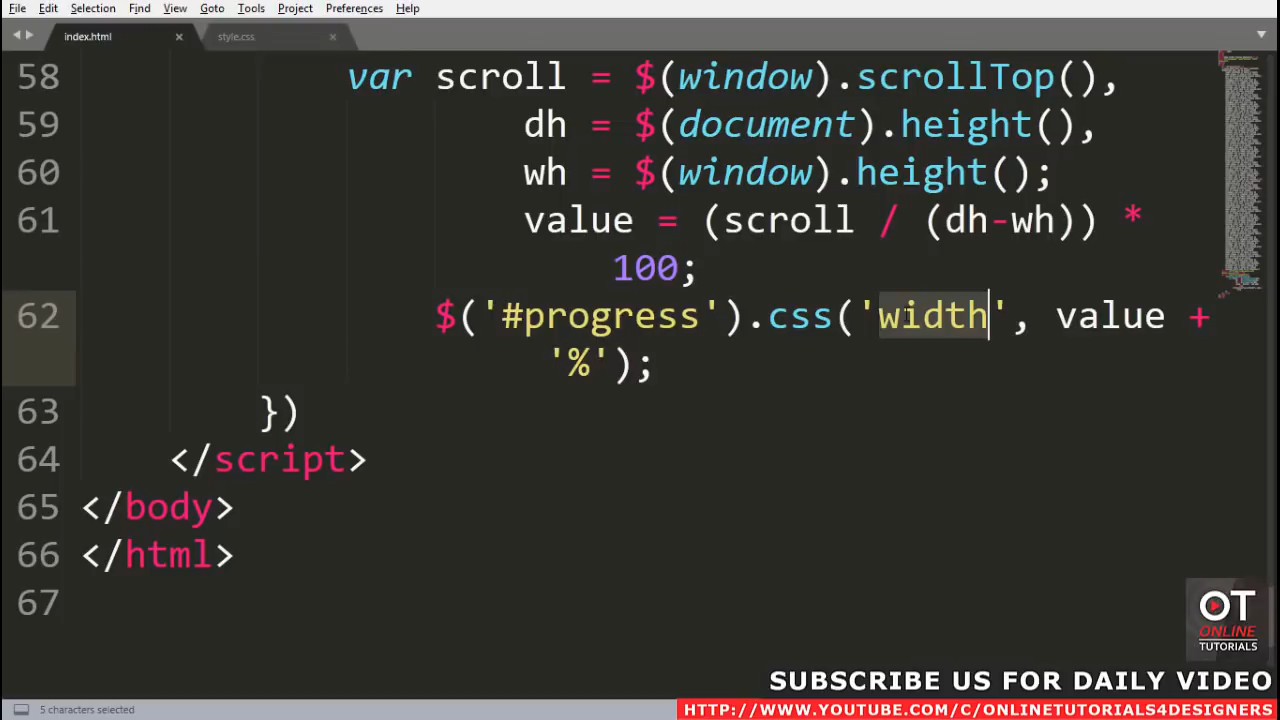 File Edit Selection Find View Goto Tools Project Preferences Help
index.html × style.css ×
58 var scroll = $(window).scrollTop(),
59 dh = $(document).height(),
60 wh = $(window).height();
61 value = (scroll / (dh-wh)) *
100;
62 $('#progress').css('width', value +
'%');
63 })
64 </script>
65 </body>
66 </html>
67
OT
ONLINE
TUTORIALS
SUBSCRIBE US FOR DAILY VIDEO
5 characters selected
HTTP://WWW.YOUTUBE.COM/C/ONLINETUTORIALS4DESIGNERS